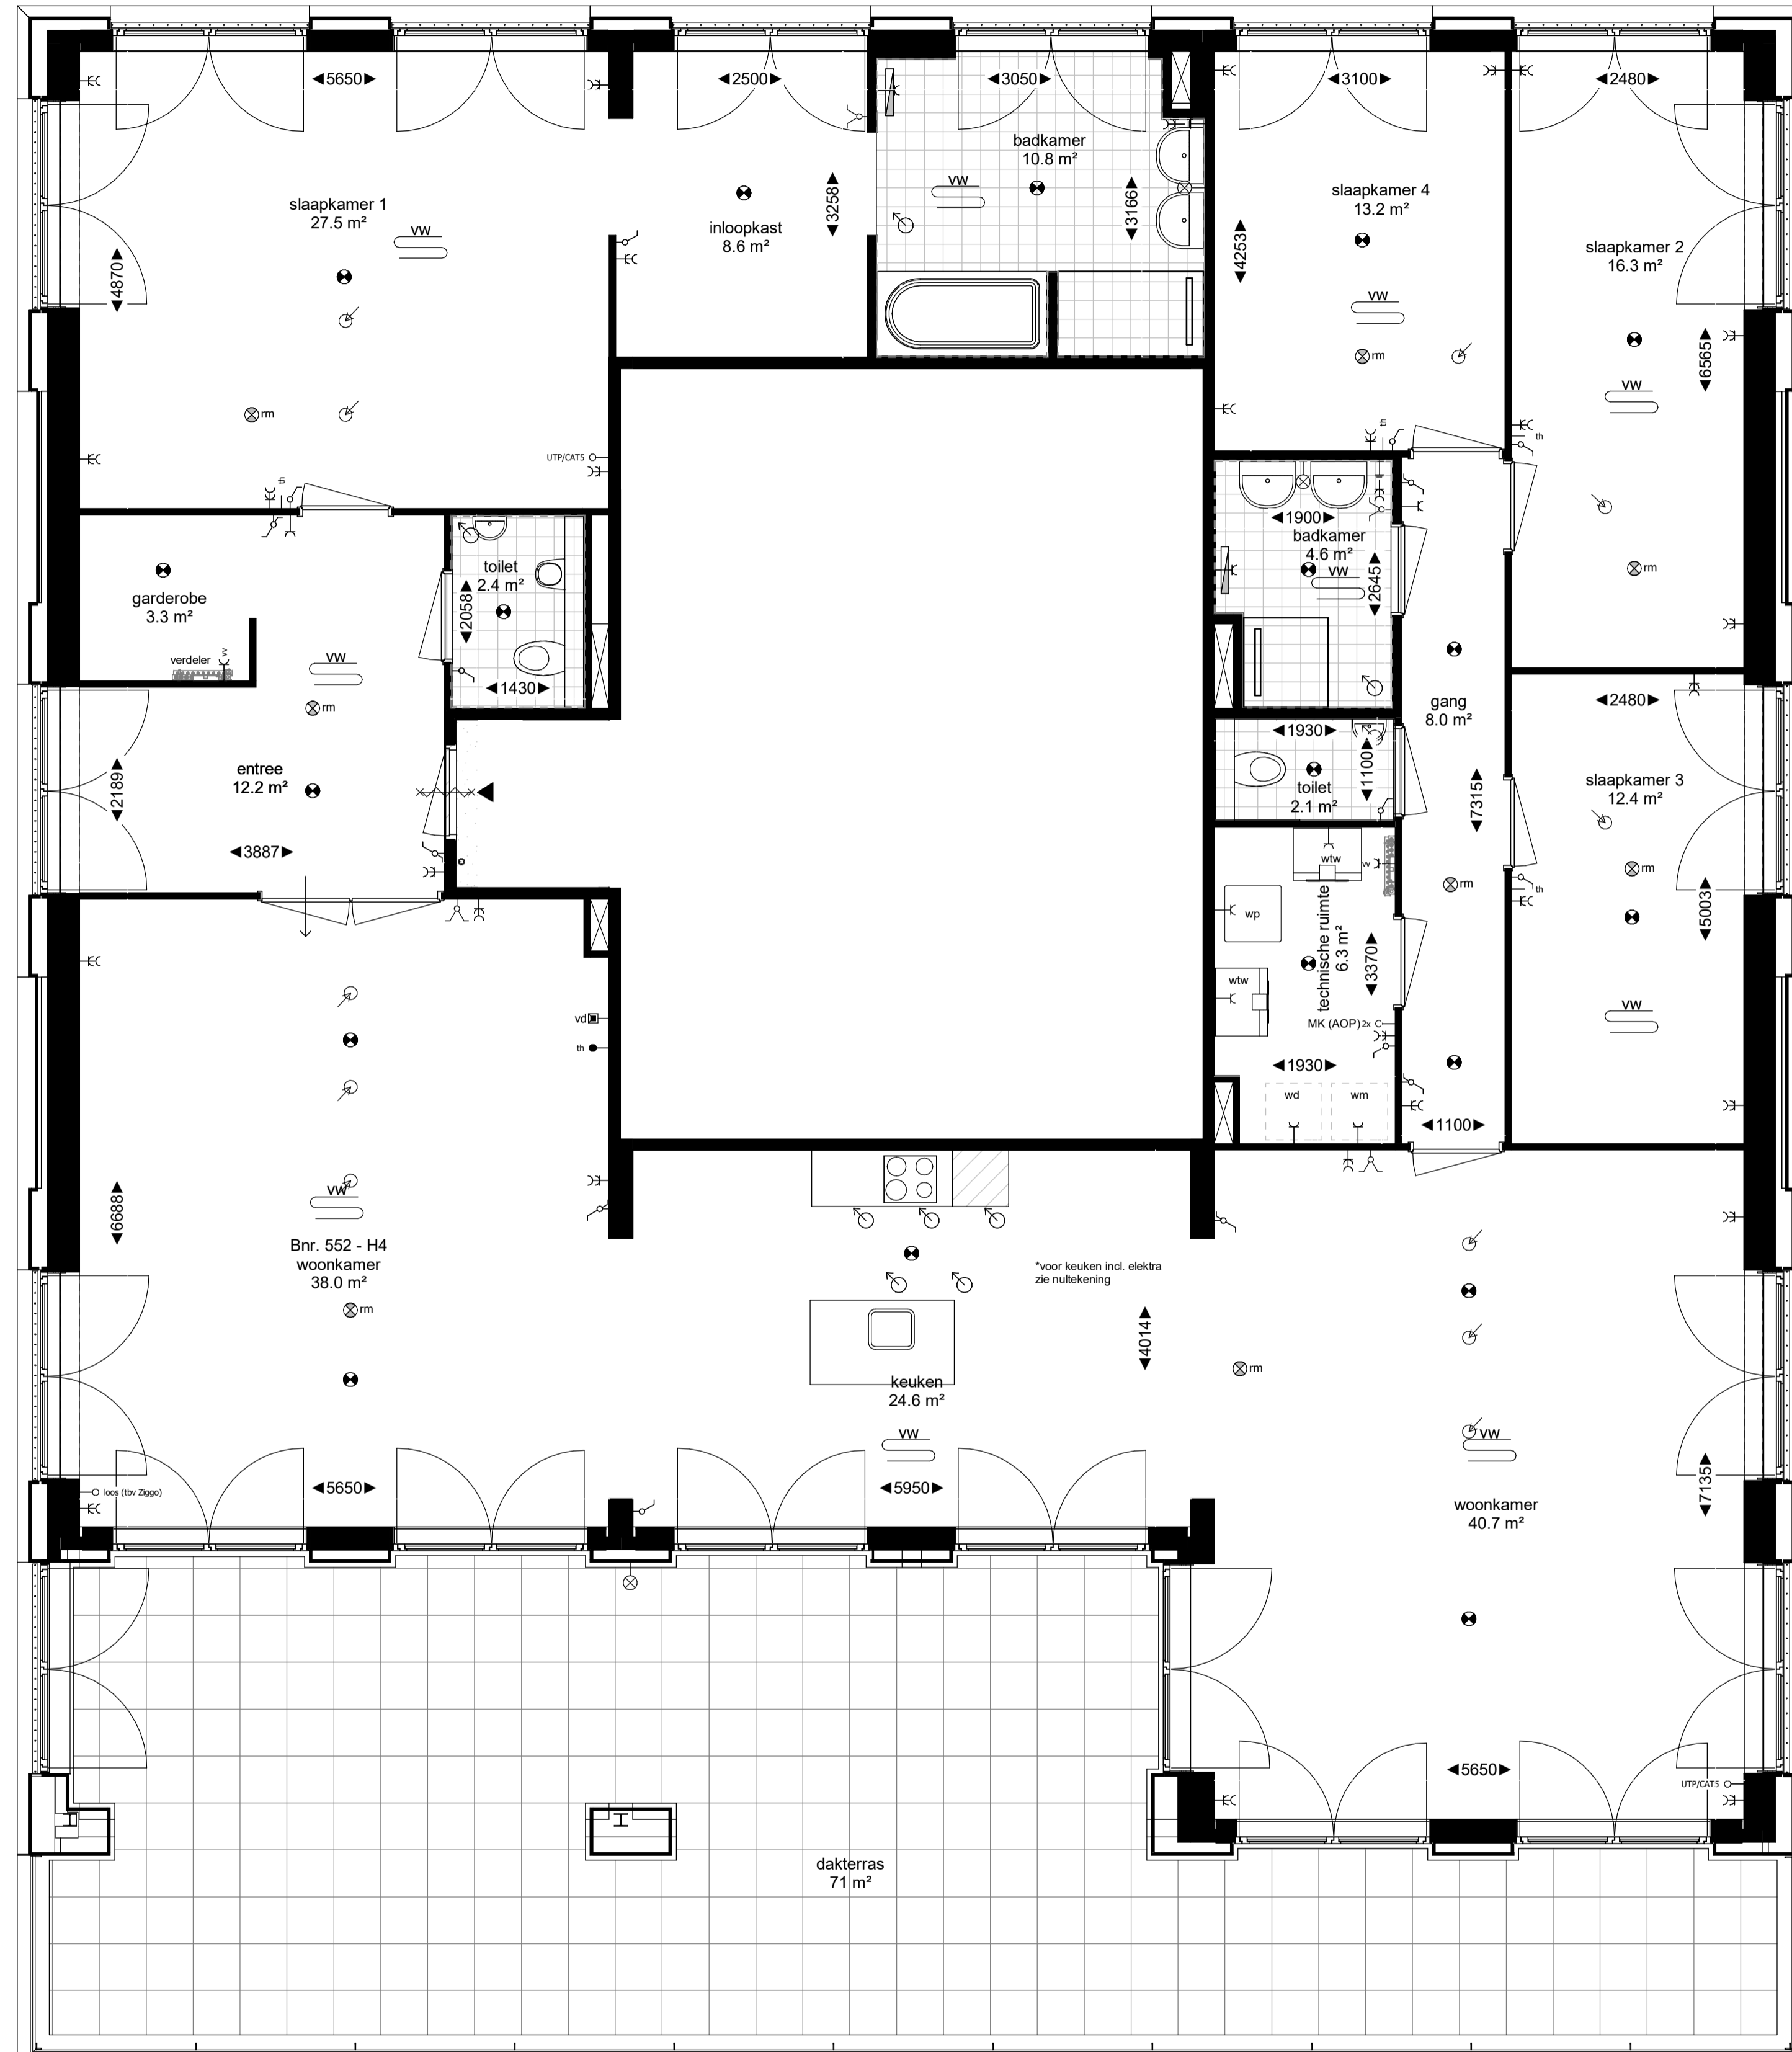 5650
2500
3050
3100
2480
slaapkamer 1
27.5 m²
vw
4870
rm
UTP/CAT5
th
inloopkast
8.6 m²
3258
badkamer
10.8 m²
vw
3166
slaapkamer 4
13.2 m²
4253
vw
rm
th
slaapkamer 2
16.3 m²
6565
vw
th
rm
garderobe
3.3 m²
verdeler
vv
toilet
2.4 m²
2058
1430
vw
rm
entree
12.2 m²
2189
3887
1900
badkamer
4.6 m²
vw
2645
gang
8.0 m²
7315
rm
1100
1930
toilet
2.1 m²
1100
wtw
vv
wp
technische ruimte
6.3 m²
3370
wtw
MK (AOP) 2x
1930
wd
wm
2480
slaapkamer 3
12.4 m²
rm
th
5003
vw
vd
th
6688
vw
Bnr. 552 - H4
woonkamer
38.0 m²
rm
loos (tbv Ziggo)
5650
*voor keuken incl. elektra
zie nultekening
4014
keuken
24.6 m²
vw
5950
rm
vw
7135
woonkamer
40.7 m²
5650
UTP/CAT5
dakterras
71 m²